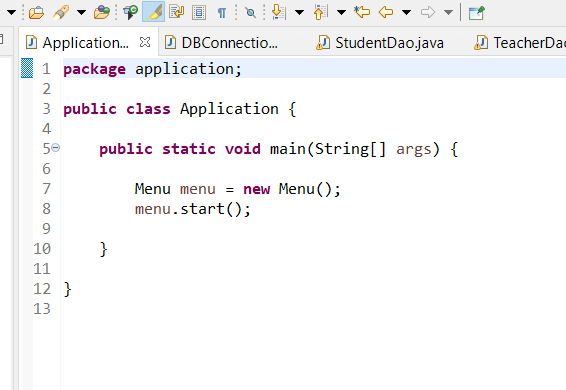 Application... DBConnectio... StudentDao.java TeacherDao
1 package application;
2
3 public class Application {
4
5 public static void main(String[] args) {
6
7 Menu menu = new Menu();
8 menu.start();
9
10 }
11
12 }
13